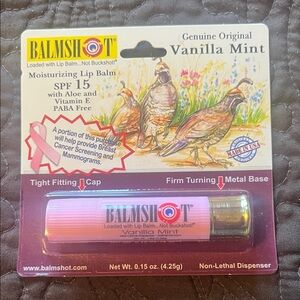 BALMSHOT
Loaded with Lip Balm...Not Buckshot!
Moisturizing Lip Balm
SPF 15
with Aloe and
Vitamin E
PABA Free
Genuine Original
Vanilla Mint
A portion of this purchase
will help provide Breast
Cancer Screening and
Mammograms.
MADE IN USA
Tight Fitting Cap
Firm Turning Metal Base
BALMSHOT
Loaded with Lip Balm...Not Buckshot!
Vanilla Mint
www.balmshot.com
Net Wt. 0.15 oz. (4.25g)
Non-Lethal Dispenser